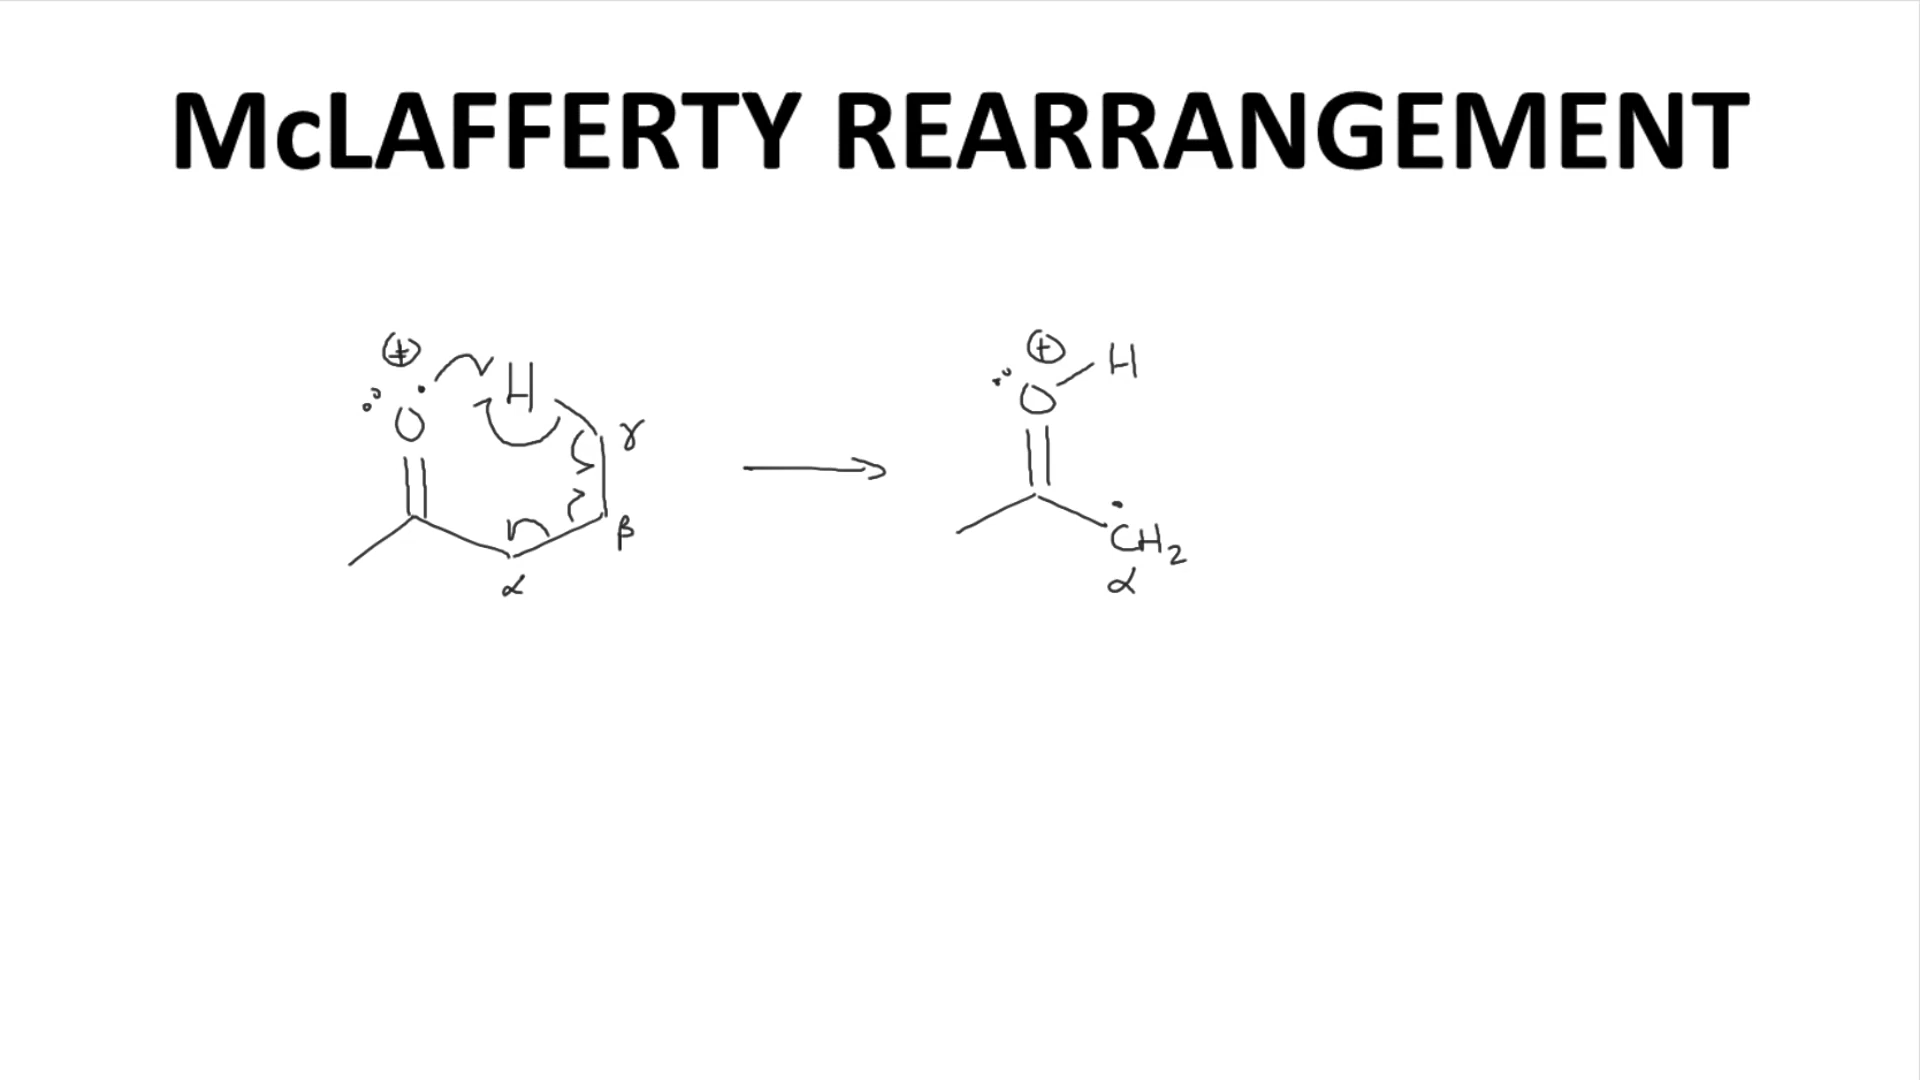 McLAFFERTY REARRANGEMENT
⊕ H
O γ
β
α
⊕ H
O
CH2
α